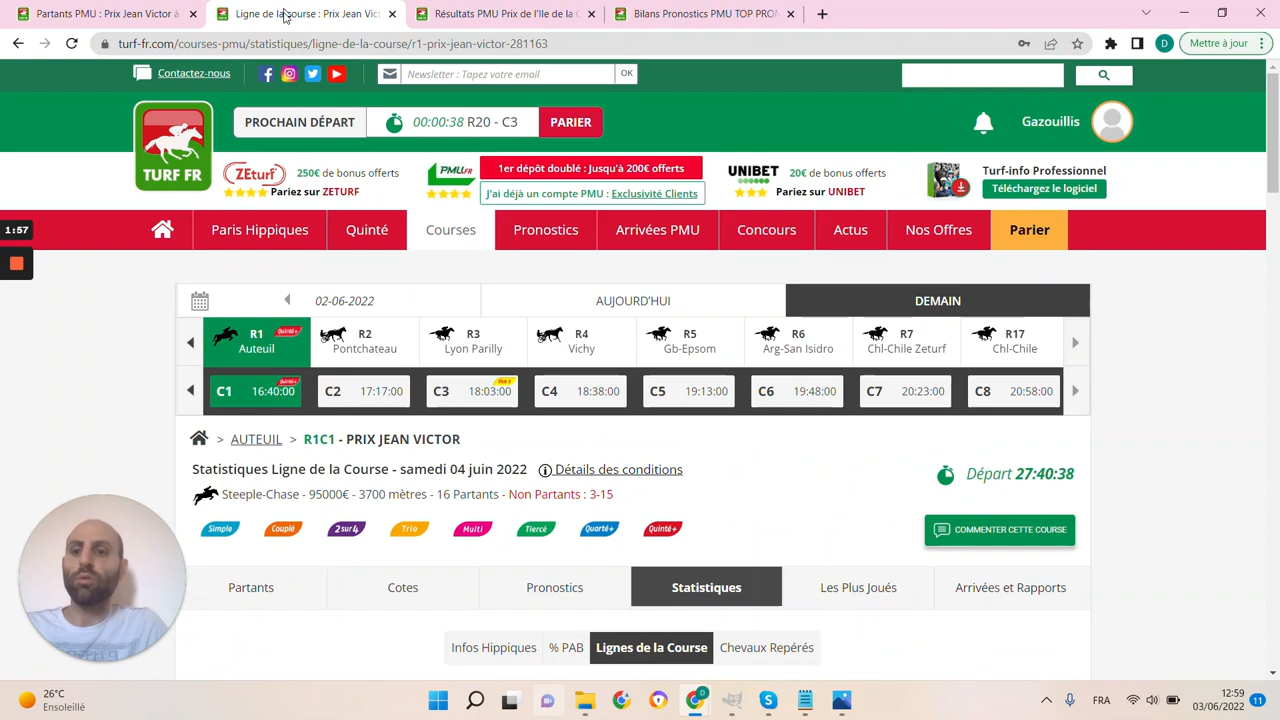 Partants PMU : Prix Jean Victor à
Ligne de la course : Prix Jean Vict
Résultats PMU Prix de l'Ile de la C
Bilans Pronostics PMU TOP PRON
turf-fr.com/courses-pmu/statistiques/ligne-de-la-course/r1c1-prix-jean-victor-281163
D
Mettre à jour
Contactez-nous
Newsletter : Tapez votre email
OK
TURF FR
PROCHAIN DÉPART
00:00:38 R20 - C3
PARIER
Gazouillis
ZEturf
250€ de bonus offerts
Pariez sur ZETURF
PMU.FR
1er dépôt doublé : Jusqu'à 200€ offerts
J'ai déjà un compte PMU : Exclusivité Clients
UNIBET
20€ de bonus offerts
Pariez sur UNIBET
Turf-info Professionnel
Téléchargez le logiciel
1:57
Paris Hippiques
Quinté
Courses
Pronostics
Arrivées PMU
Concours
Actus
Nos Offres
Parier
02-06-2022
AUJOURD'HUI
DEMAIN
R1 Quinté+
Auteuil
R2
Pontchateau
R3
Lyon Parilly
R4
Vichy
R5
Gb-Epsom
R6
Arg-San Isidro
R7
Chl-Chile Zeturf
R17
Chl-Chile
C1 16:40:00 Quinté+
C2 17:17:00
C3 18:03:00
C4 18:38:00
C5 19:13:00
C6 19:48:00
C7 20:23:00
C8 20:58:00
> AUTEUIL > R1C1 - PRIX JEAN VICTOR
Statistiques Ligne de la Course - samedi 04 juin 2022
Détails des conditions
Départ 27:40:38
Steeple-Chase - 95000€ - 3700 mètres - 16 Partants - Non Partants : 3-15
Simple
Couplé
2sur4
Trio
Multi
Tiercé
Quarté+
Quinté+
COMMENTER CETTE COURSE
Partants
Cotes
Pronostics
Statistiques
Les Plus Joués
Arrivées et Rapports
Infos Hippiques
% PAB
Lignes de la Course
Chevaux Repérés
26°C
Ensoleillé
D
FRA
12:59
03/06/2022
11